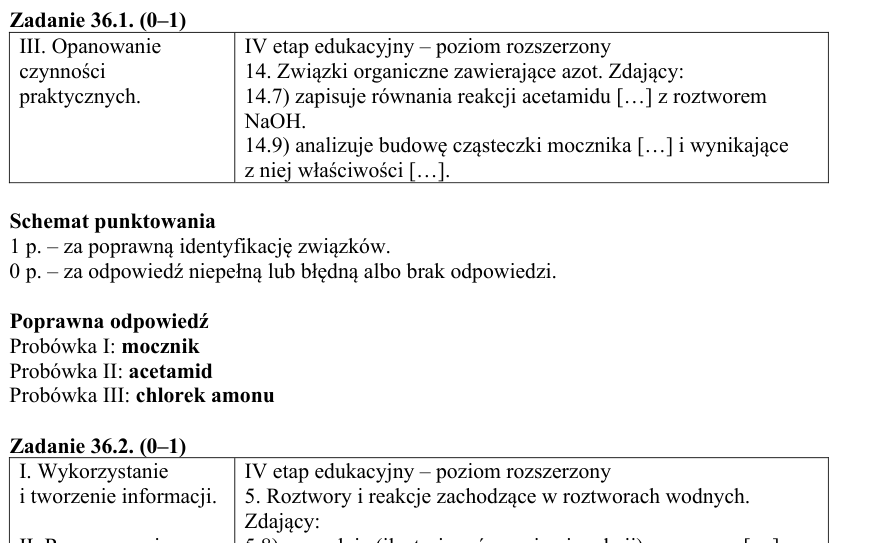 Zadanie 36.1. (0–1)
III. Opanowanie
czynności
praktycznych.
IV etap edukacyjny – poziom rozszerzony
14. Związki organiczne zawierające azot. Zdający:
14.7) zapisuje równania reakcji acetamidu […] z roztworem
NaOH.
14.9) analizuje budowę cząsteczki mocznika […] i wynikające
z niej właściwości […].
Schemat punktowania
1 p. – za poprawną identyfikację związków.
0 p. – za odpowiedź niepełną lub błędną albo brak odpowiedzi.
Poprawna odpowiedź
Probówka I: mocznik
Probówka II: acetamid
Probówka III: chlorek amonu
Zadanie 36.2. (0–1)
I. Wykorzystanie
i tworzenie informacji.
IV etap edukacyjny – poziom rozszerzony
5. Roztwory i reakcje zachodzące w roztworach wodnych.
Zdający: